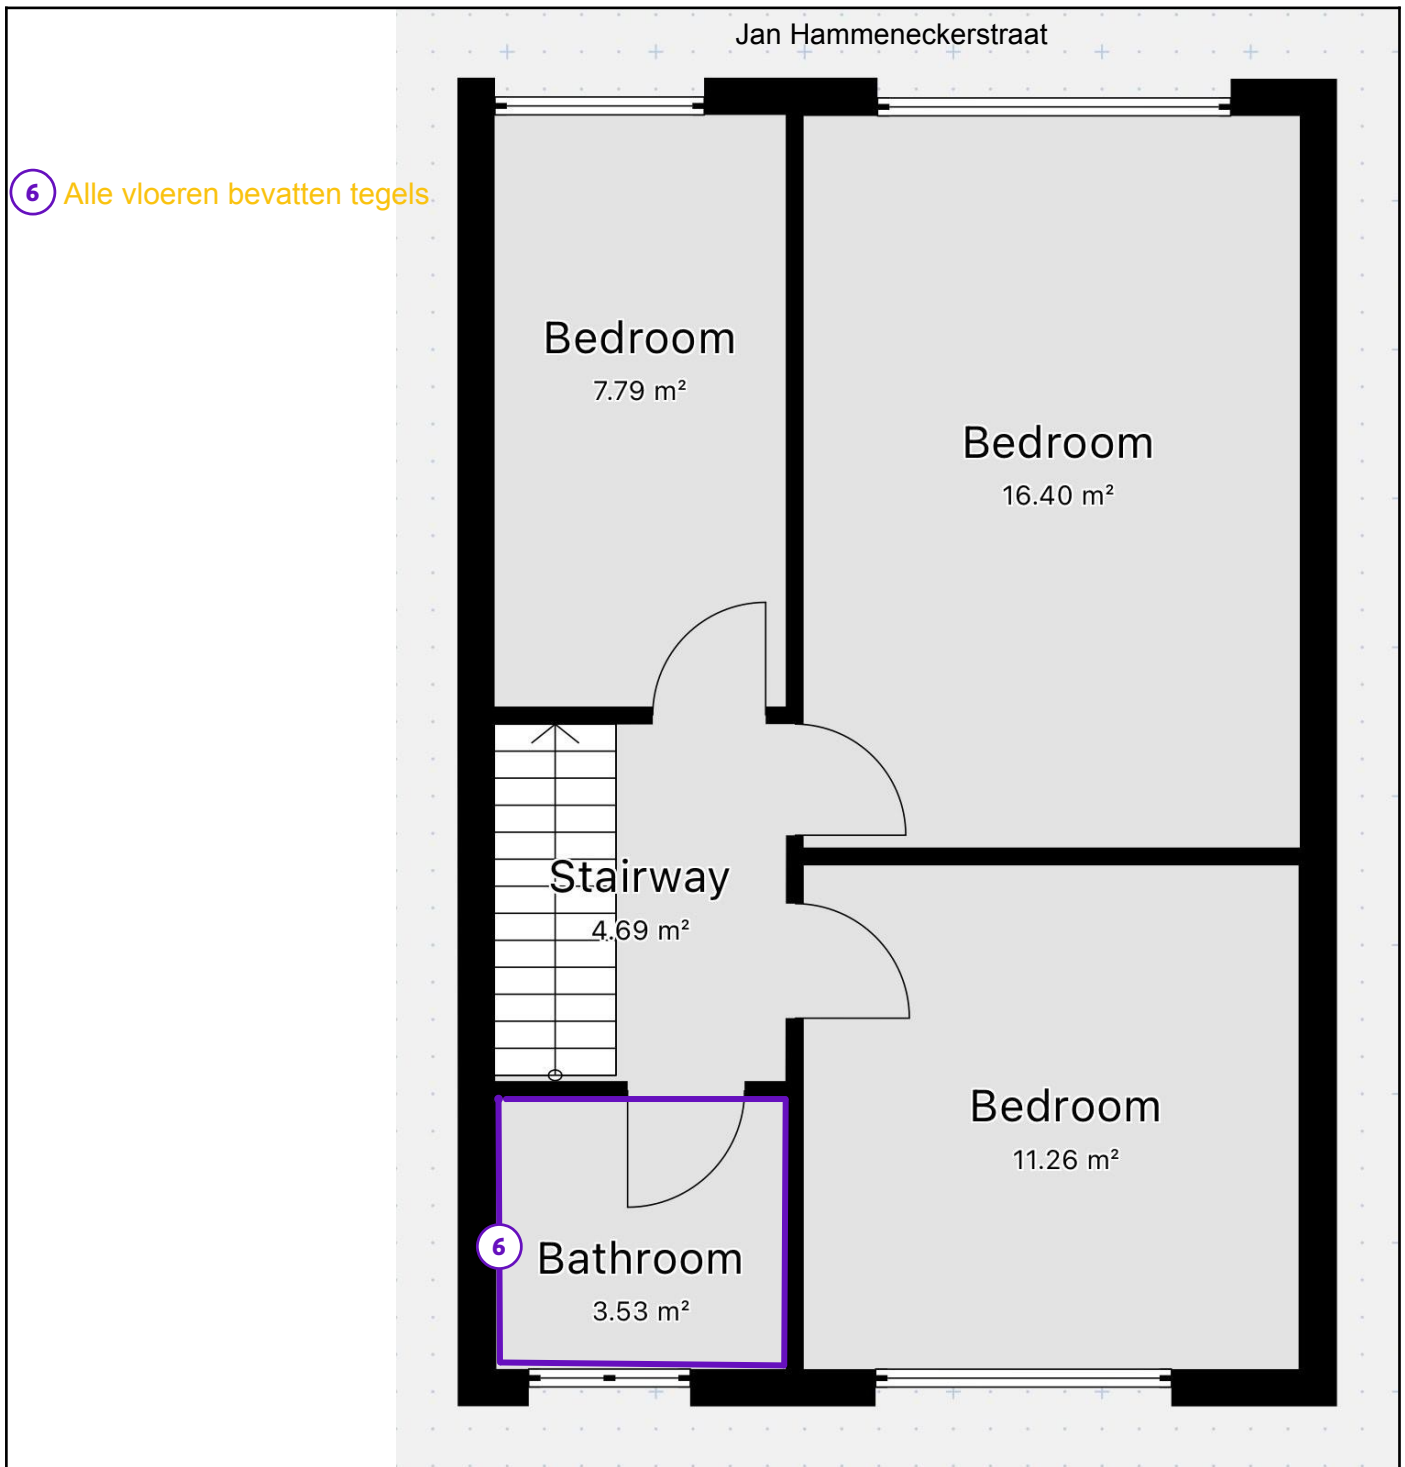 Jan Hammeneckerstraat
6 Alle vloeren bevatten tegels
Bedroom
7.79 m²
Bedroom
16.40 m²
Stairway
4.69 m²
Bedroom
11.26 m²
6
Bathroom
3.53 m²